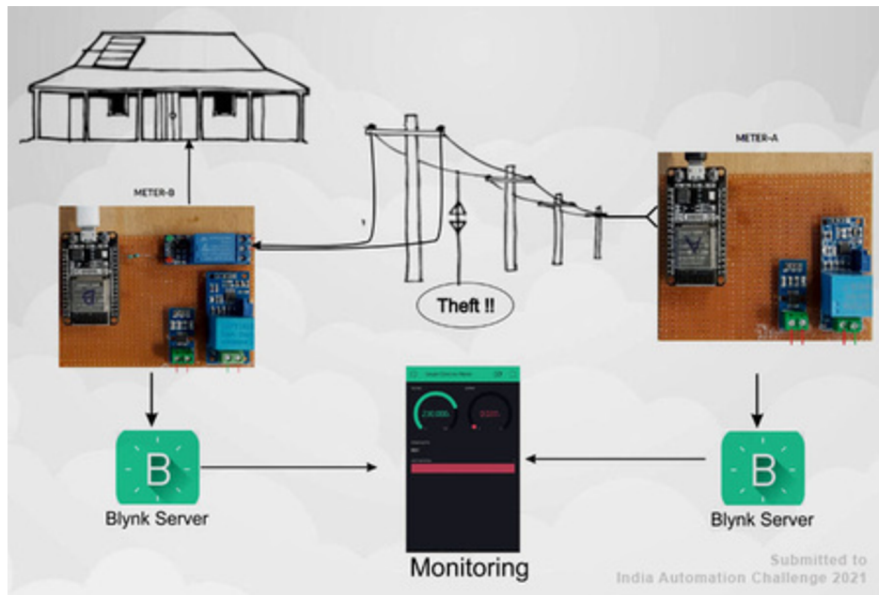 METER-A
METER-B
Theft !!
B
B
Blynk Server
Blynk Server
Monitoring
Submitted to
India Automation Challenge 2021